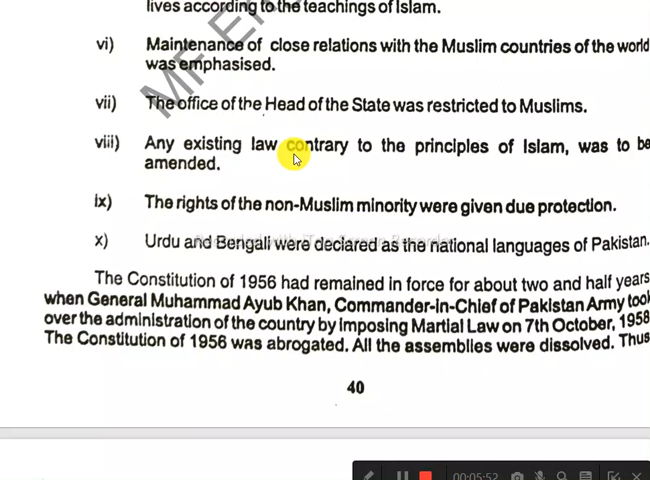 lives according to the teachings of Islam.
vi) Maintenance of close relations with the Muslim countries of the world
was emphasised.
vii) The office of the Head of the State was restricted to Muslims.
viii) Any existing law contrary to the principles of Islam, was to be
amended.
ix) The rights of the non-Muslim minority were given due protection.
x) Urdu and Bengali were declared as the national languages of Pakistan.
The Constitution of 1956 had remained in force for about two and half years
when General Muhammad Ayub Khan, Commander-in-Chief of Pakistan Army took
over the administration of the country by imposing Martial Law on 7th October, 1958
The Constitution of 1956 was abrogated. All the assemblies were dissolved. Thus
40
00:05:52